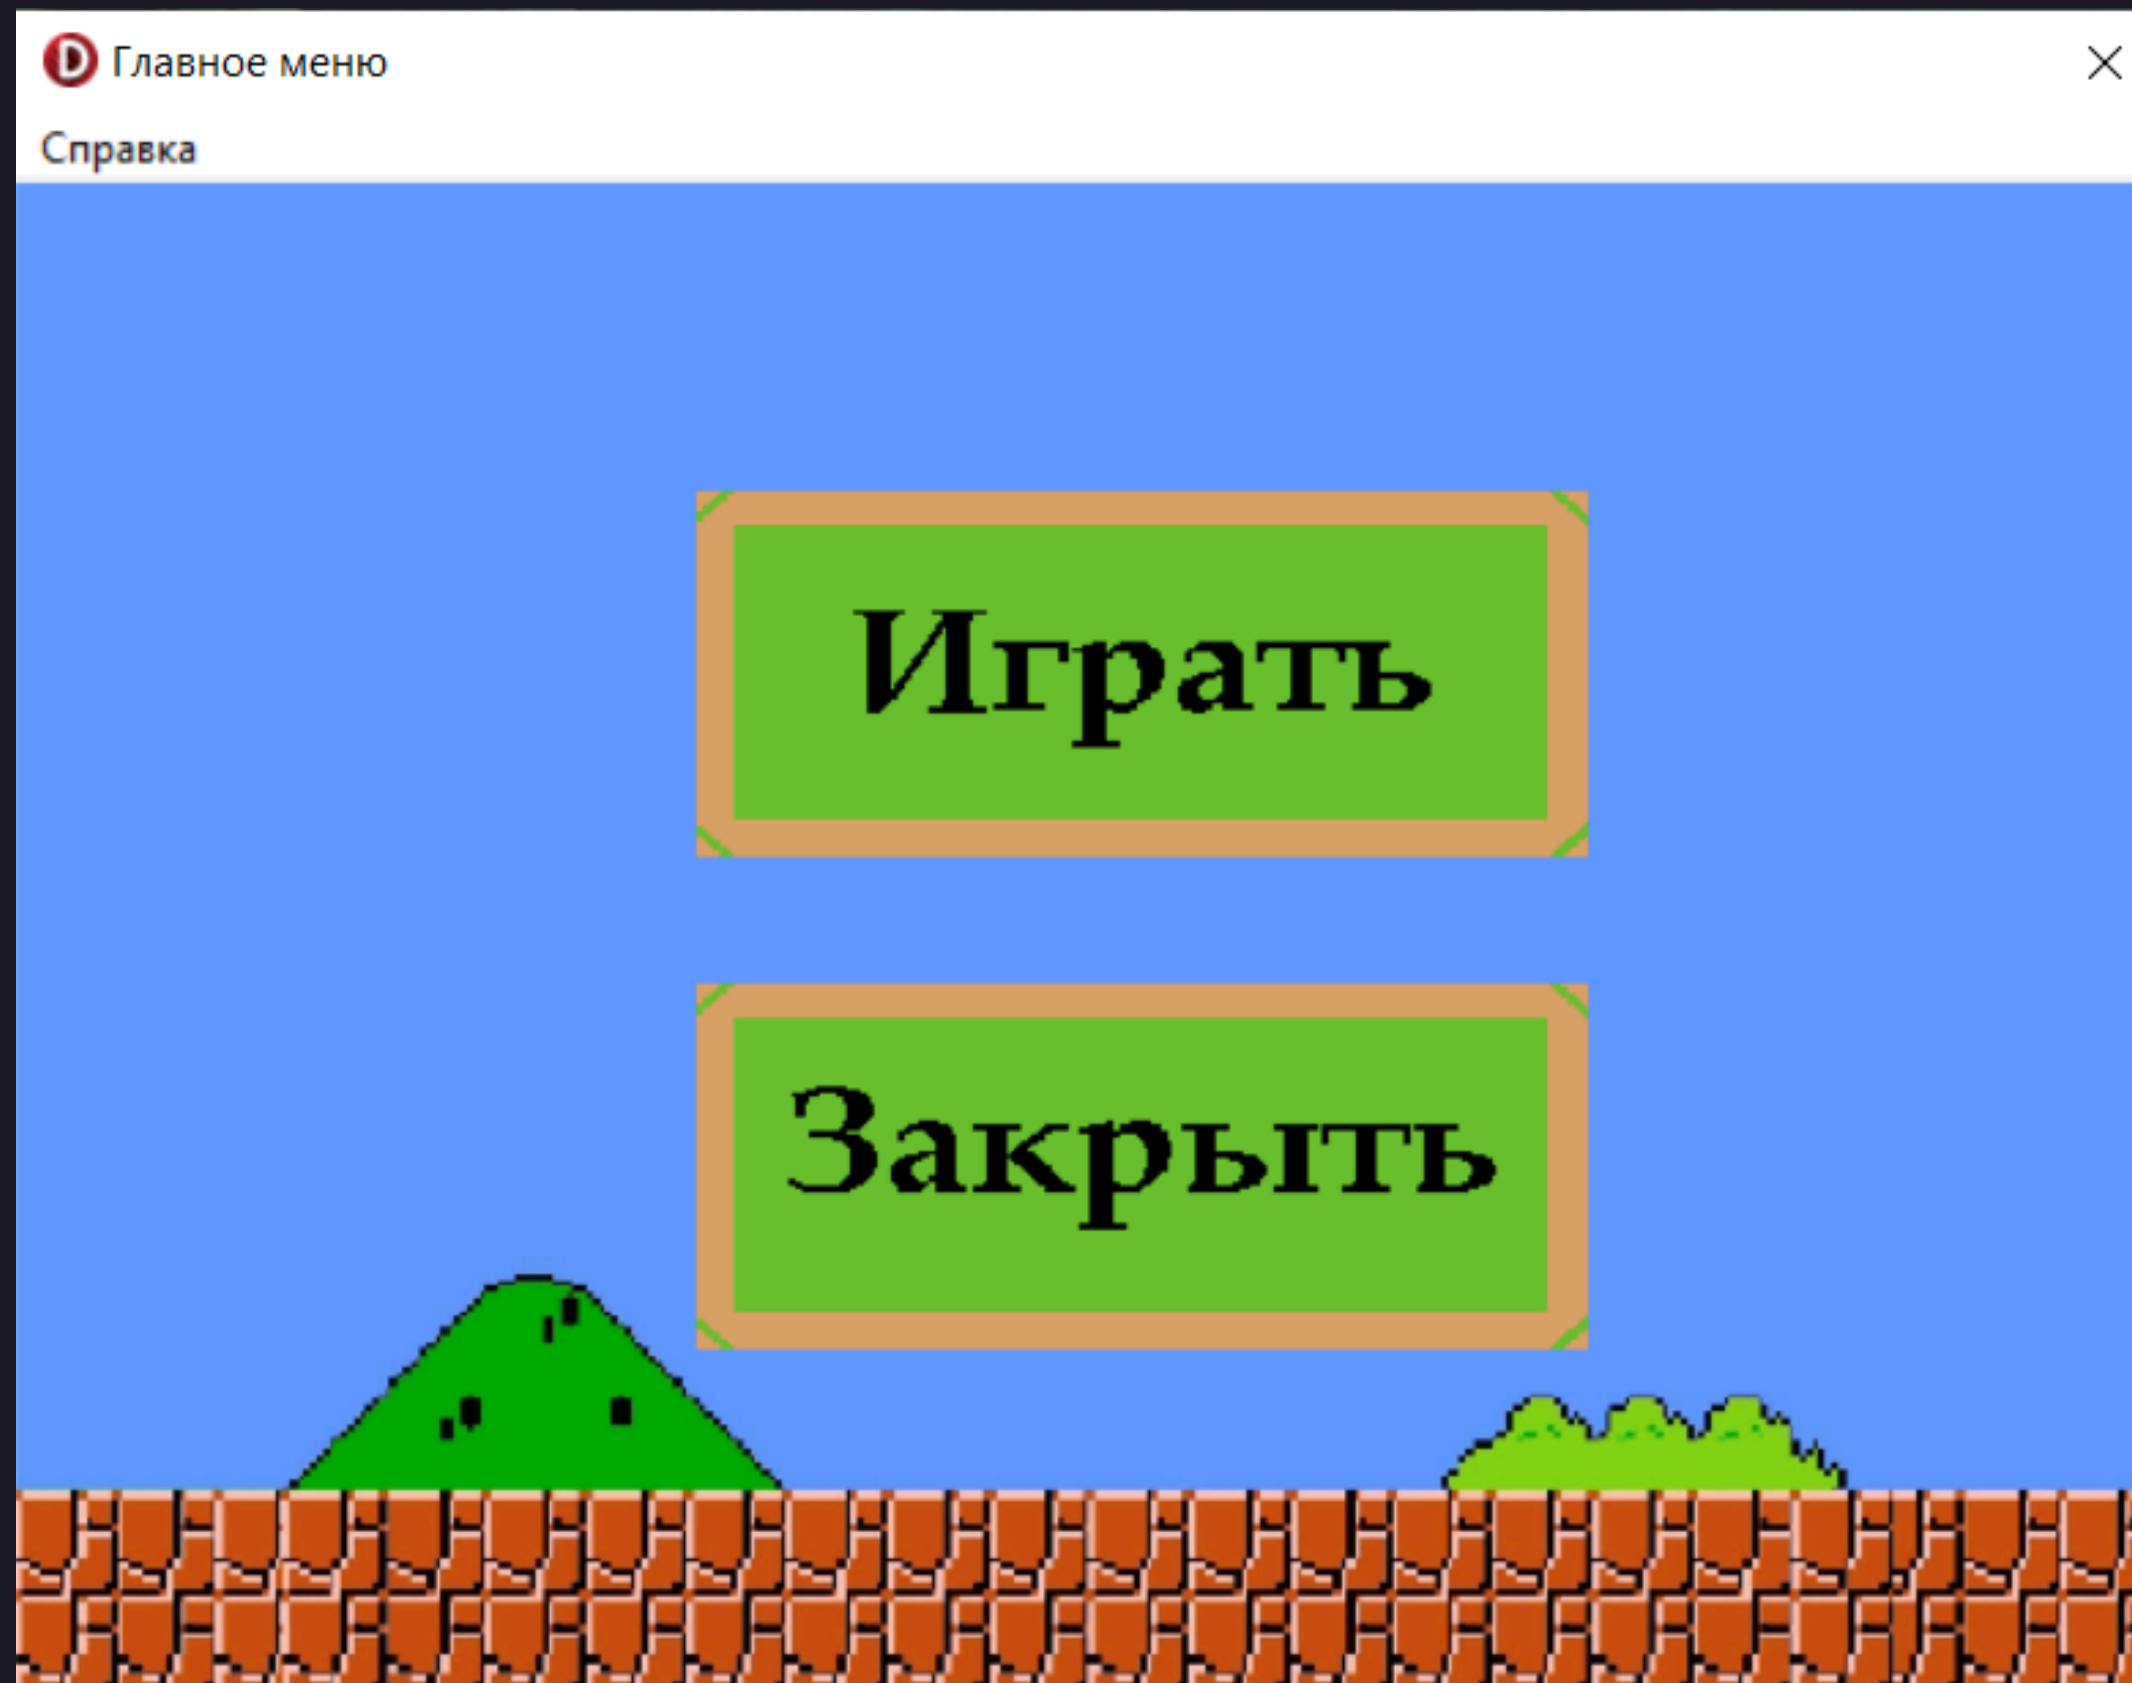 Главное меню
Справка
Играть
Закрыть